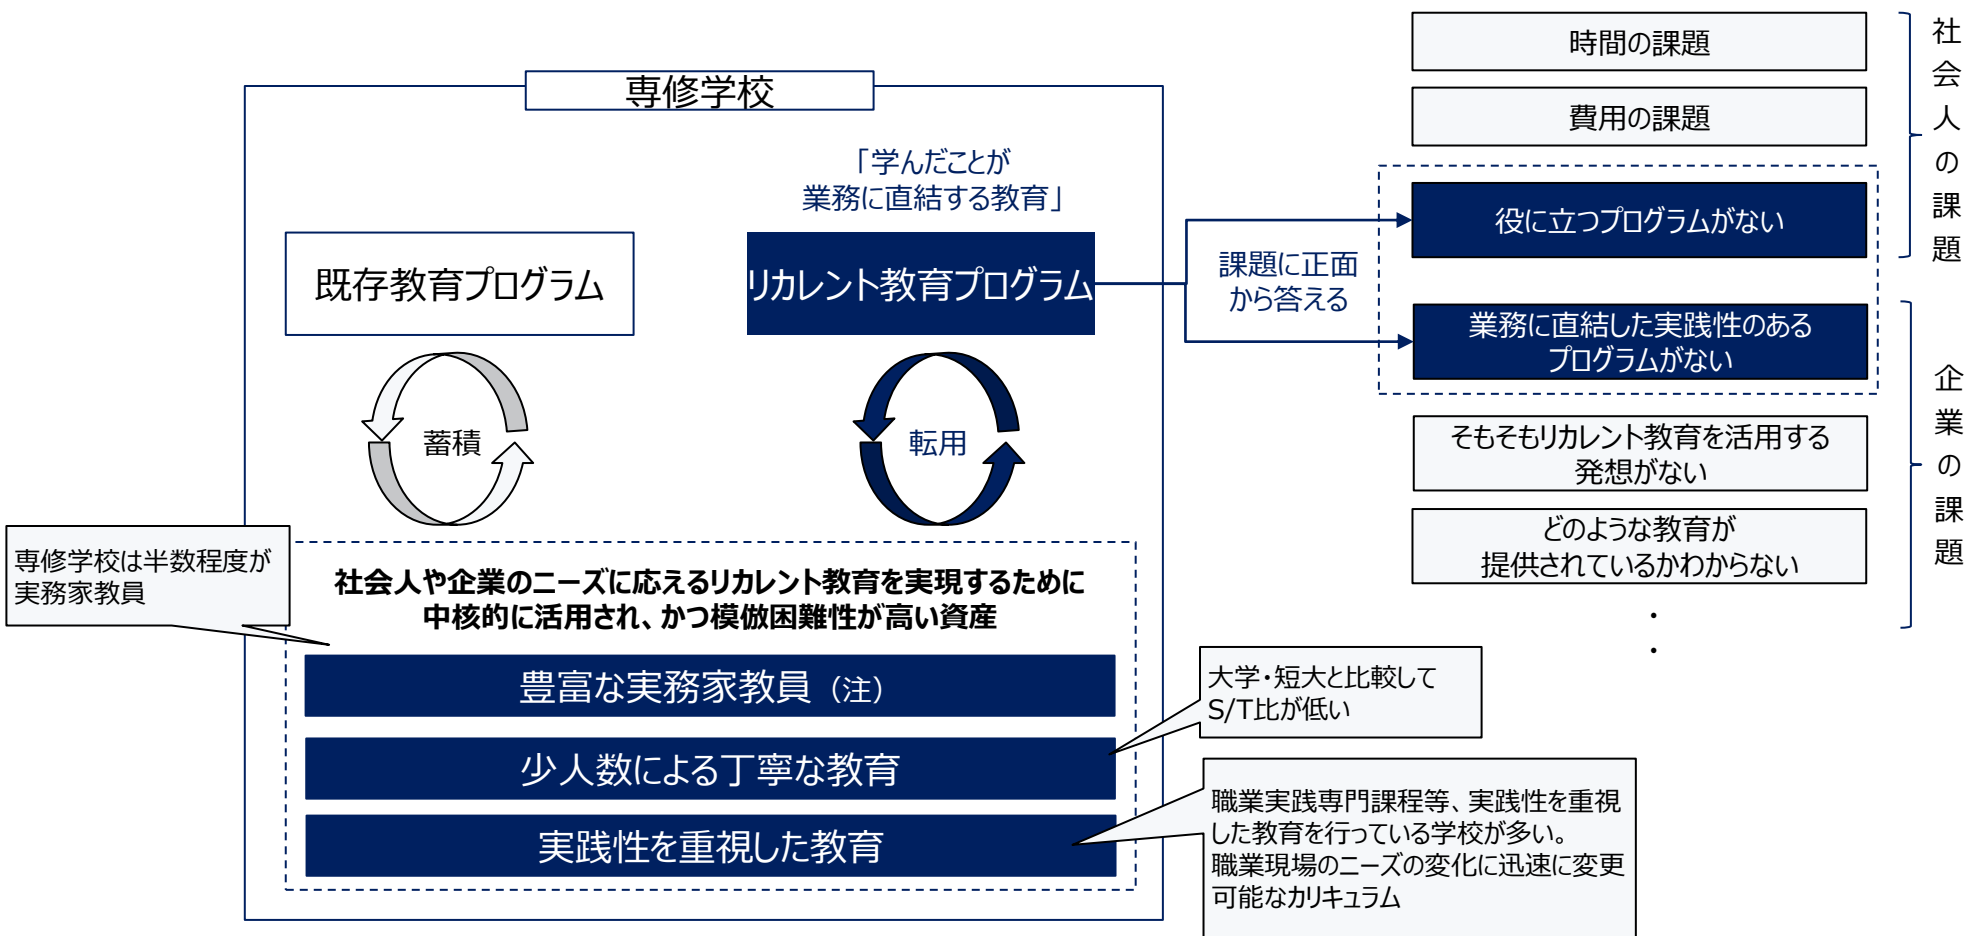 専修学校
「学んだことが
業務に直結する教育」
既存教育プログラム
リカレント教育プログラム
蓄積
転用
課題に正面
から答える
専修学校は半数程度が
実務家教員
社会人や企業のニーズに応えるリカレント教育を実現するために
中核的に活用され、かつ模倣困難性が高い資産
豊富な実務家教員（注）
少人数による丁寧な教育
実践性を重視した教育
大学・短大と比較して
S/T比が低い
職業実践専門課程等、実践性を重視
した教育を行っている学校が多い。
職業現場のニーズの変化に迅速に変更
可能なカリキュラム
時間の課題
費用の課題
役に立つプログラムがない
社会人の課題
業務に直結した実践性のある
プログラムがない
そもそもリカレント教育を活用する
発想がない
どのような教育が
提供されているかわからない
・
・
企業の課題